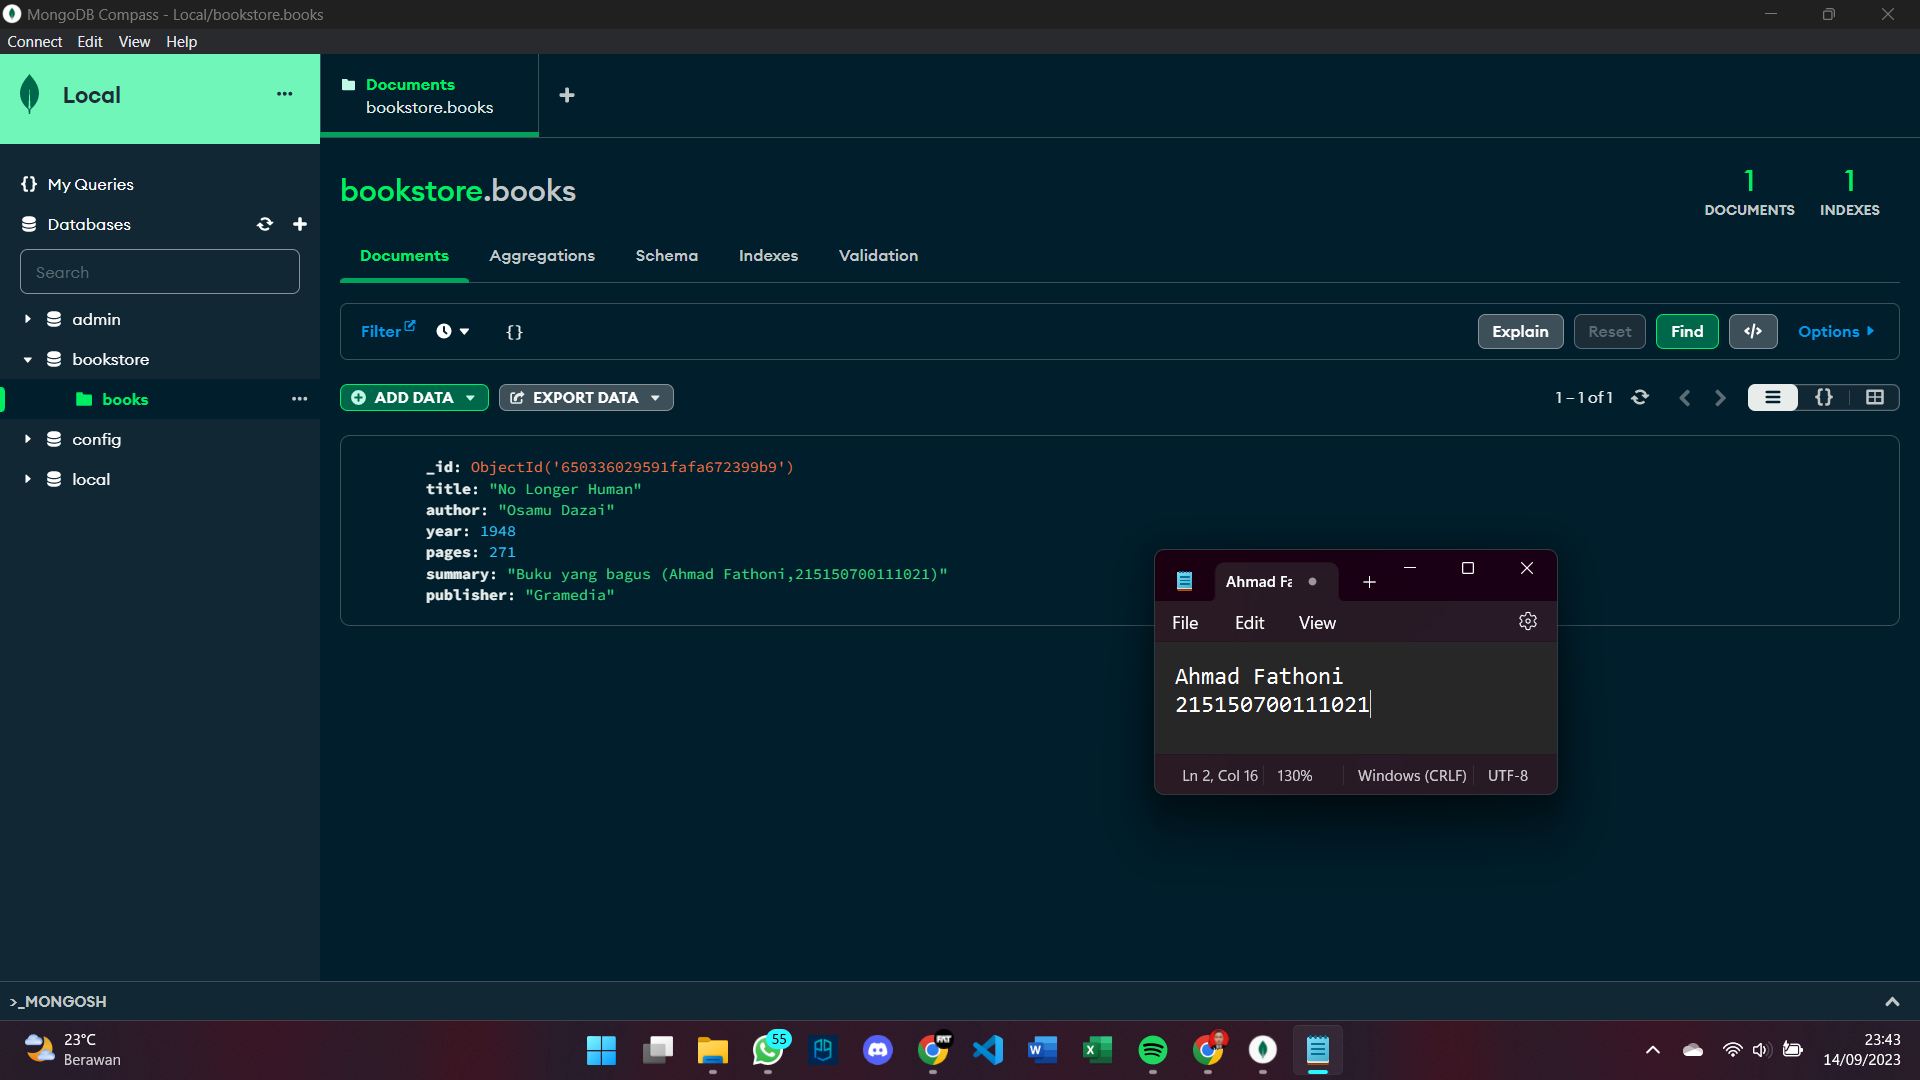 MongoDB Compass - Local/bookstore.books
Connect Edit View Help
Local
Documents
bookstore.books
My Queries
Databases
Search
admin
bookstore
books
config
local
bookstore.books
1
DOCUMENTS
1
INDEXES
Documents Aggregations Schema Indexes Validation
Filter {} Explain Reset Find </> Options
ADD DATA EXPORT DATA 1 – 1 of 1 {}
_id: ObjectId('650336029591fafa672399b9')
title: "No Longer Human"
author: "Osamu Dazai"
year: 1948
pages: 271
summary: "Buku yang bagus (Ahmad Fathoni,215150700111021)"
publisher: "Gramedia"
Ahmad Fa
File Edit View
Ahmad Fathoni
215150700111021
Ln 2, Col 16 130% Windows (CRLF) UTF-8
>_MONGOSH
23°C
Berawan
55
FAT
23:43
14/09/2023